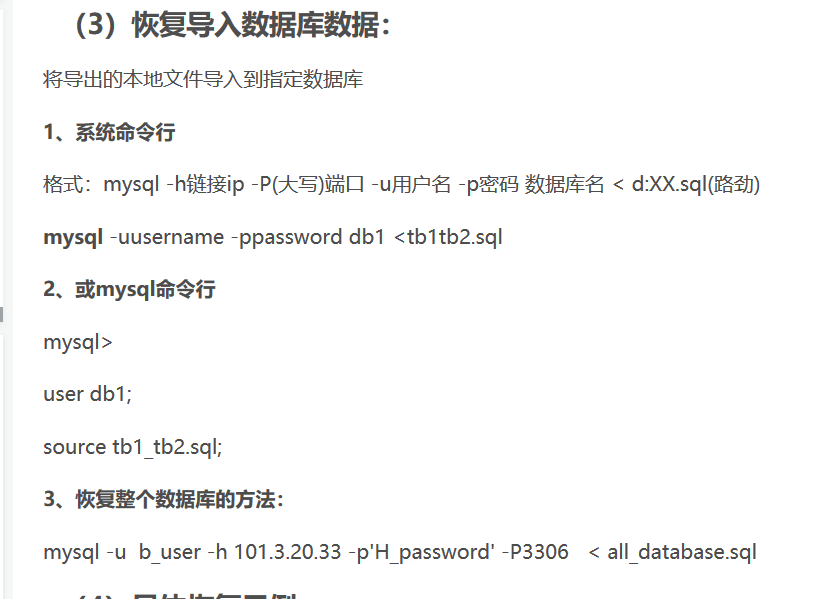 （3）恢复导入数据库数据：
将导出的本地文件导入到指定数据库
1、系统命令行
格式：mysql -h链接ip -P(大写)端口 -u用户名 -p密码 数据库名 < d:XX.sql(路劲)
mysql -uusername -ppassword db1 <tb1tb2.sql
2、或mysql命令行
mysql>
user db1;
source tb1_tb2.sql;
3、恢复整个数据库的方法：
mysql -u  b_user -h 101.3.20.33 -p'H_password' -P3306   < all_database.sql